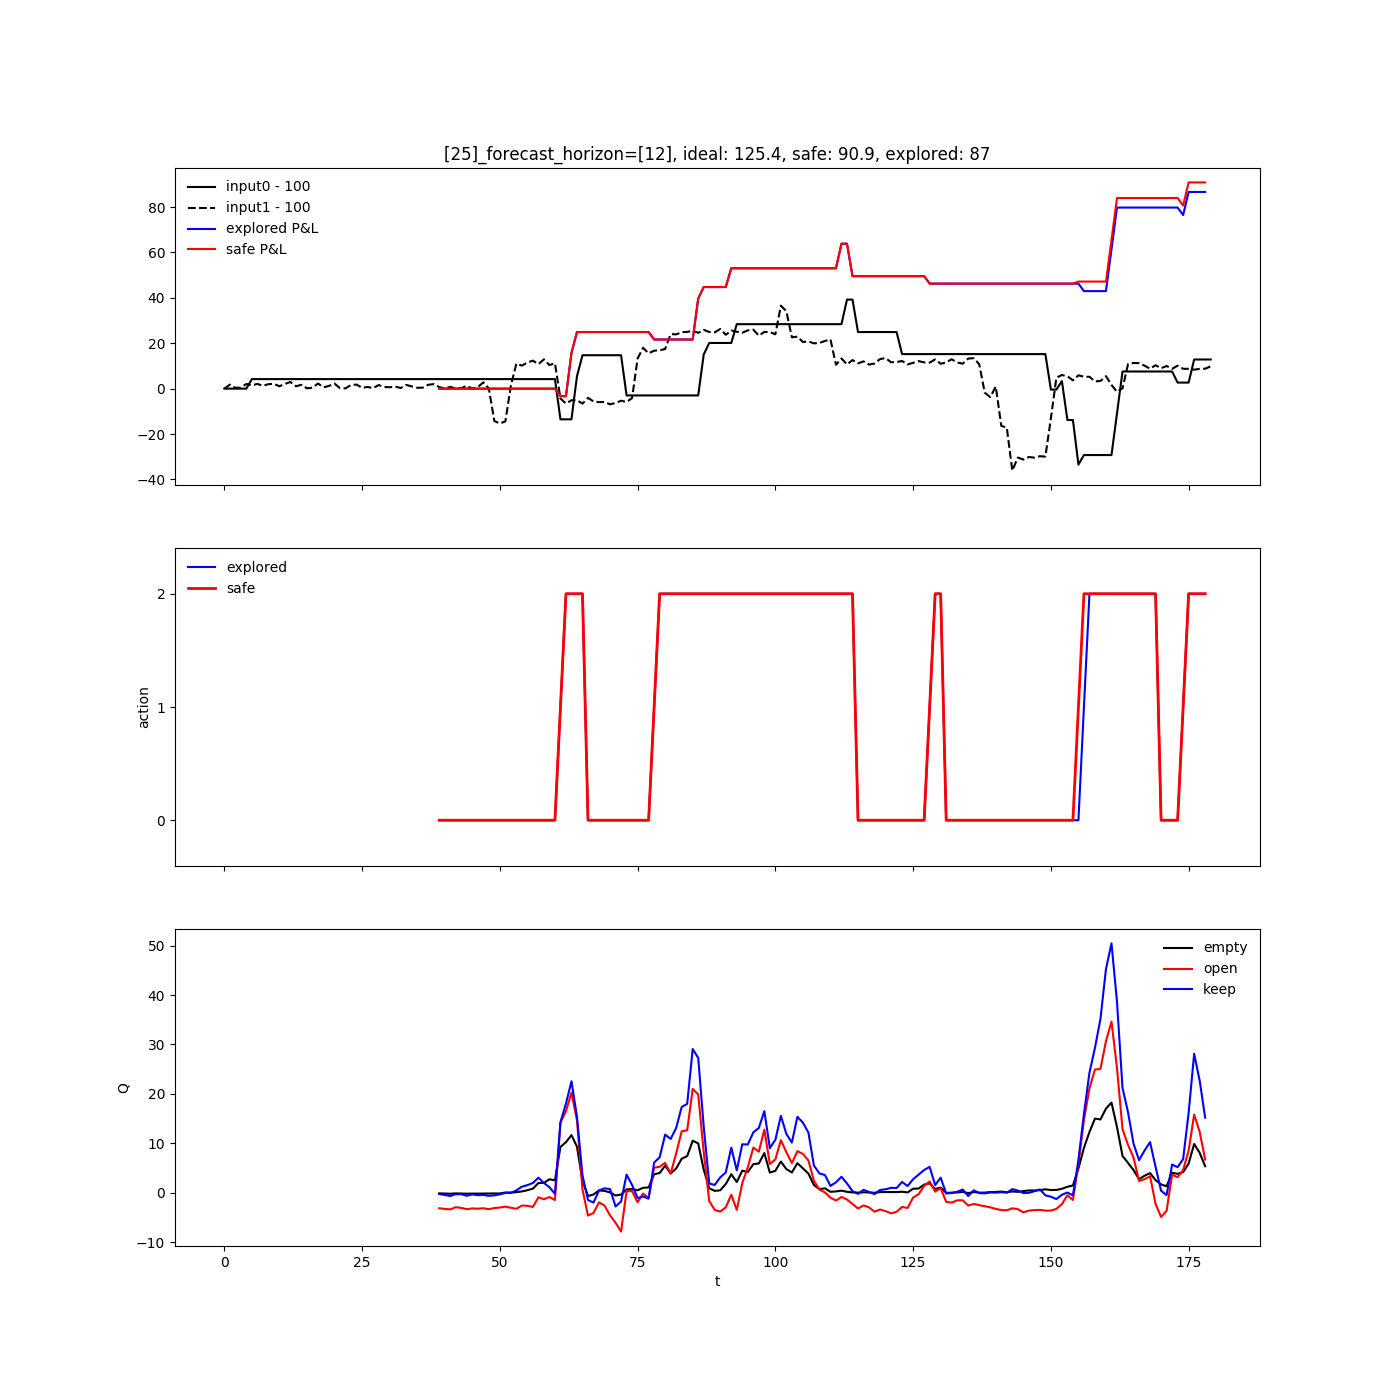 [25]_forecast_horizon=[12], ideal: 125.4, safe: 90.9, explored: 87
input0 - 100
input1 - 100
explored P&L
safe P&L
80
60
40
20
0
−20
−40
explored
safe
2
1
0
action
empty
open
keep
50
40
30
20
10
0
−10
Q
0 25 50 75 100 125 150 175
t